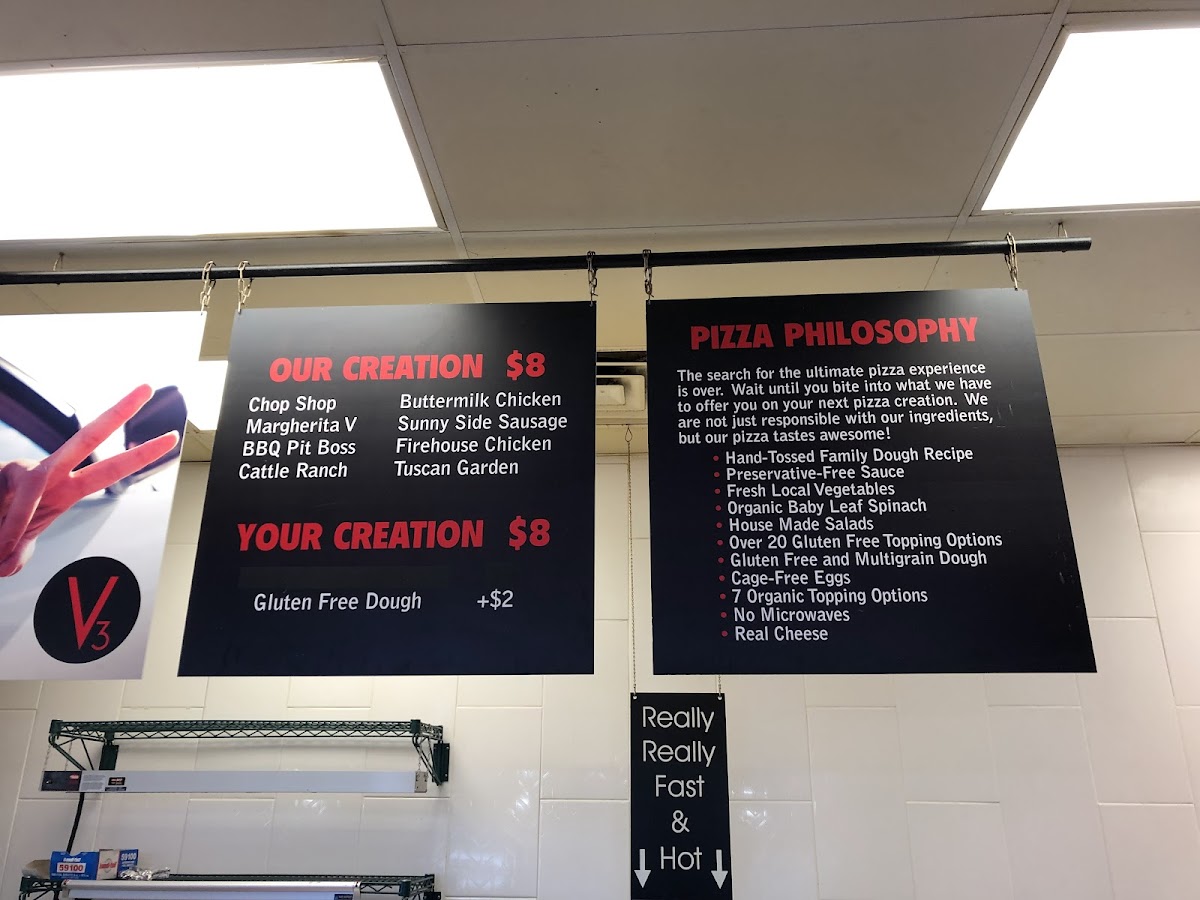 OUR CREATION $8
Chop Shop
Margherita V
BBQ Pit Boss
Cattle Ranch
Buttermilk Chicken
Sunny Side Sausage
Firehouse Chicken
Tuscan Garden
YOUR CREATION $8
Gluten Free Dough +$2
PIZZA PHILOSOPHY
The search for the ultimate pizza experience
is over. Wait until you bite into what we have
to offer you on your next pizza creation. We
are not just responsible with our ingredients,
but our pizza tastes awesome!
• Hand-Tossed Family Dough Recipe
• Preservative-Free Sauce
• Fresh Local Vegetables
• Organic Baby Leaf Spinach
• House Made Salads
• Over 20 Gluten Free Topping Options
• Gluten Free and Multigrain Dough
• Cage-Free Eggs
• 7 Organic Topping Options
• No Microwaves
• Real Cheese
V3
Really
Really
Fast
&
Hot
59100
59100